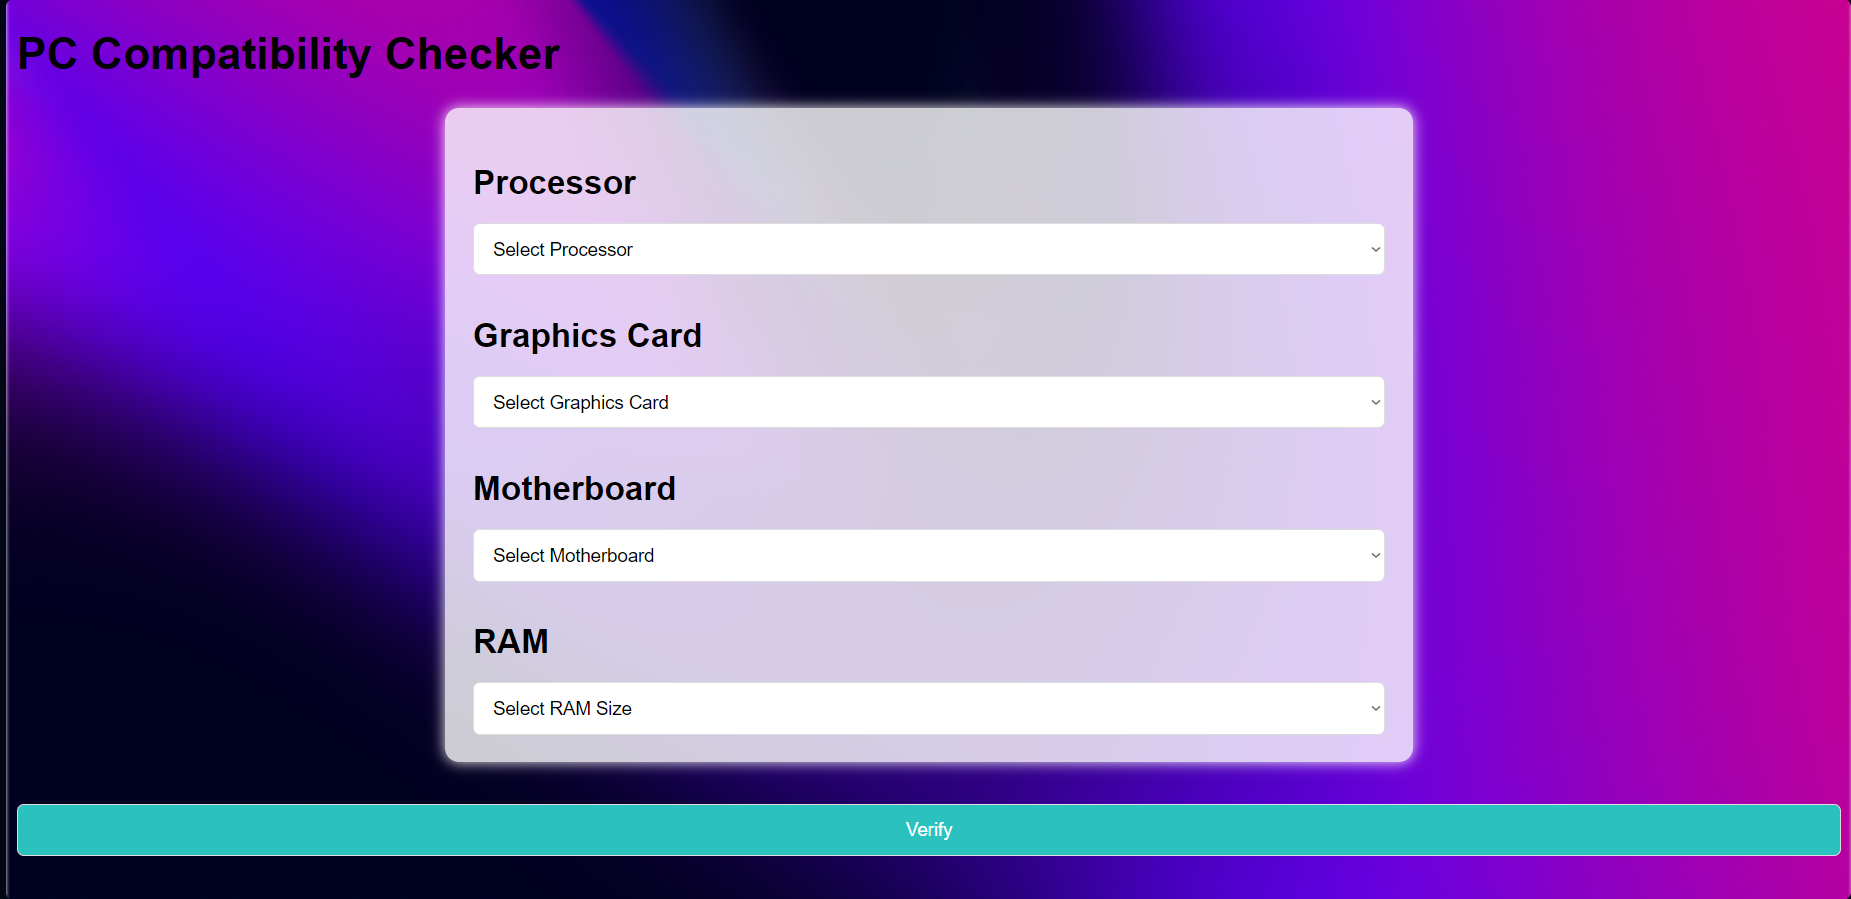 PC Compatibility Checker
Processor
Select Processor
Graphics Card
Select Graphics Card
Motherboard
Select Motherboard
RAM
Select RAM Size
Verify